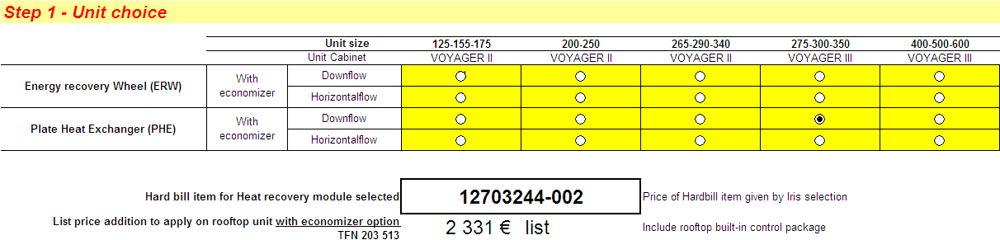 Step 1 - Unit choice
Unit size 125-155-175 200-250 265-290-340 275-300-350 400-500-600
Unit Cabinet VOYAGER II VOYAGER II VOYAGER II VOYAGER III VOYAGER III
Energy recovery Wheel (ERW) With economizer Downflow
Horizontalflow
Plate Heat Exchanger (PHE) With economizer Downflow
Horizontalflow
Hard bill item for Heat recovery module selected 12703244-002 Price of Hardbill item given by Iris selection
List price addition to apply on rooftop unit with economizer option 2 331 € list Include rooftop built-in control package
TFN 203 513